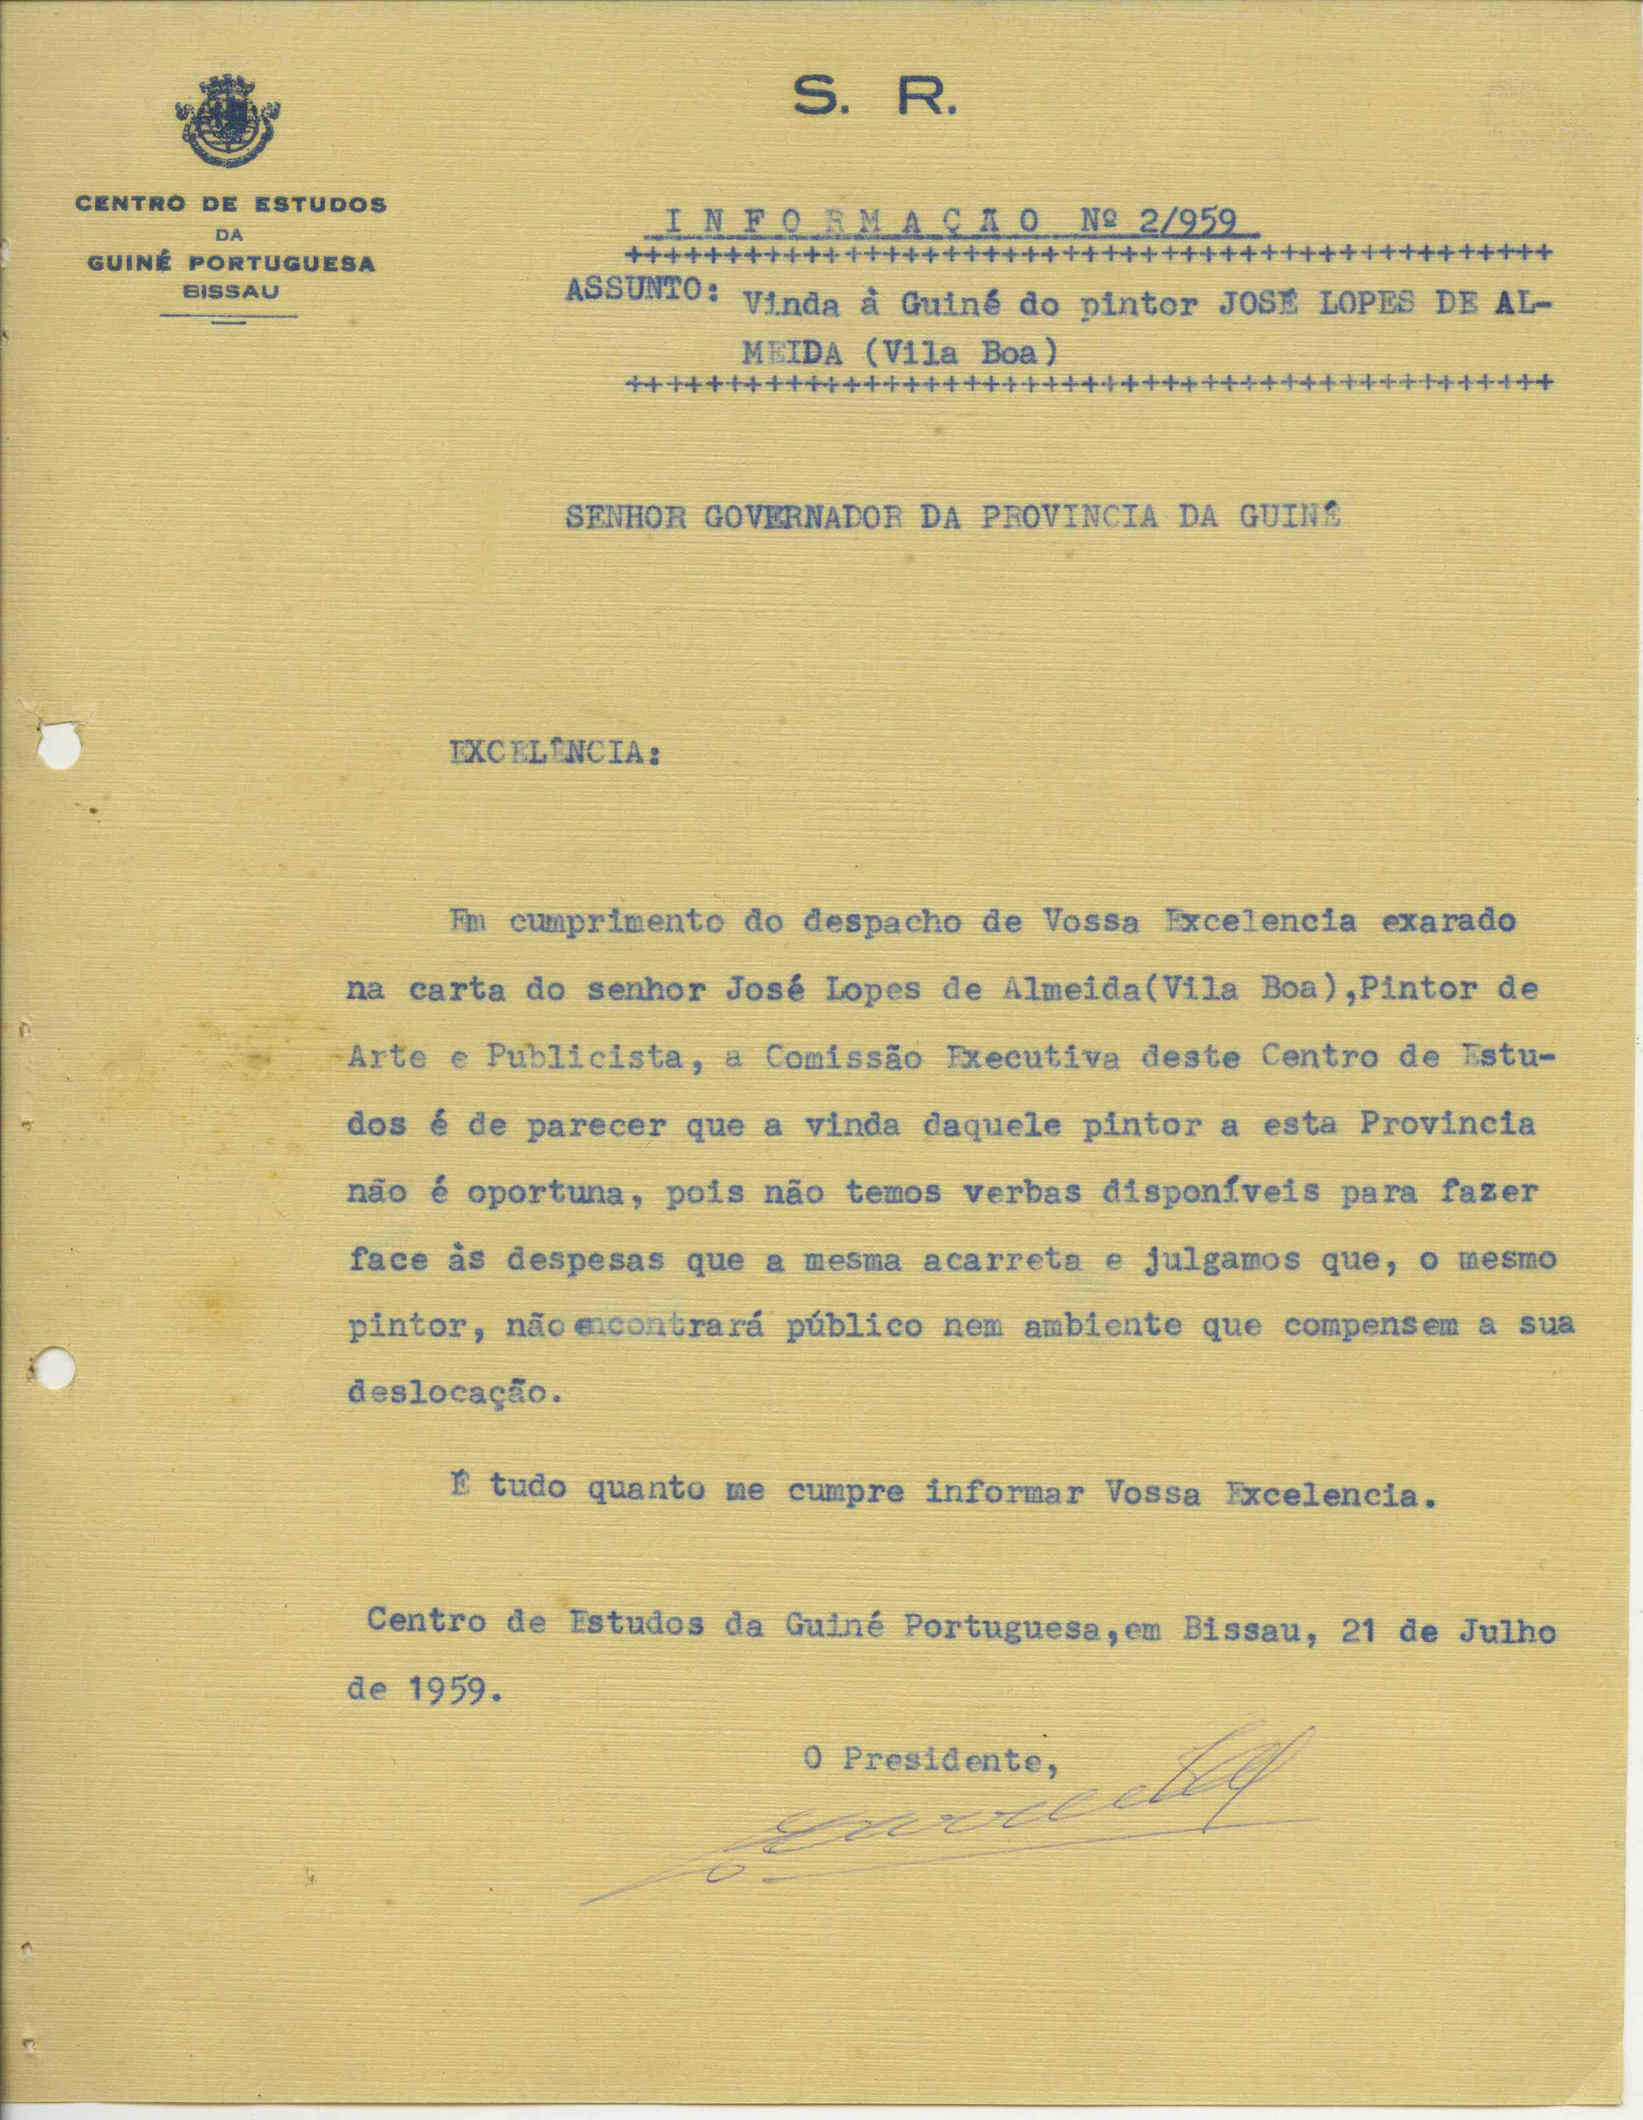 S. R.
CENTRO DE ESTUDOS
DA
GUINÉ PORTUGUESA
BISSAU
I N F O R M A Ç Ã O Nº 2/959
+++++++++++++++++++++++++++++++++++++++++++++++
ASSUNTO: Vinda à Guiné do pintor JOSÉ LOPES DE AL-
MEIDA (Vila Boa)
+++++++++++++++++++++++++++++++++++++++++++++++
SENHOR GOVERNADOR DA PROVINCIA DA GUINÉ
EXCELÊNCIA:
Em cumprimento do despacho de Vossa Excelencia exarado
na carta do senhor José Lopes de Almeida(Vila Boa),Pintor de
Arte e Publicista, a Comissão Executiva deste Centro de Estu-
dos é de parecer que a vinda daquele pintor a esta Provincia
não é oportuna, pois não temos verbas disponíveis para fazer
face às despesas que a mesma acarreta e julgamos que, o mesmo
pintor, não encontrará público nem ambiente que compensem a sua
deslocação.
É tudo quanto me cumpre informar Vossa Excelencia.
Centro de Estudos da Guiné Portuguesa,em Bissau, 21 de Julho
de 1959.
O Presidente,